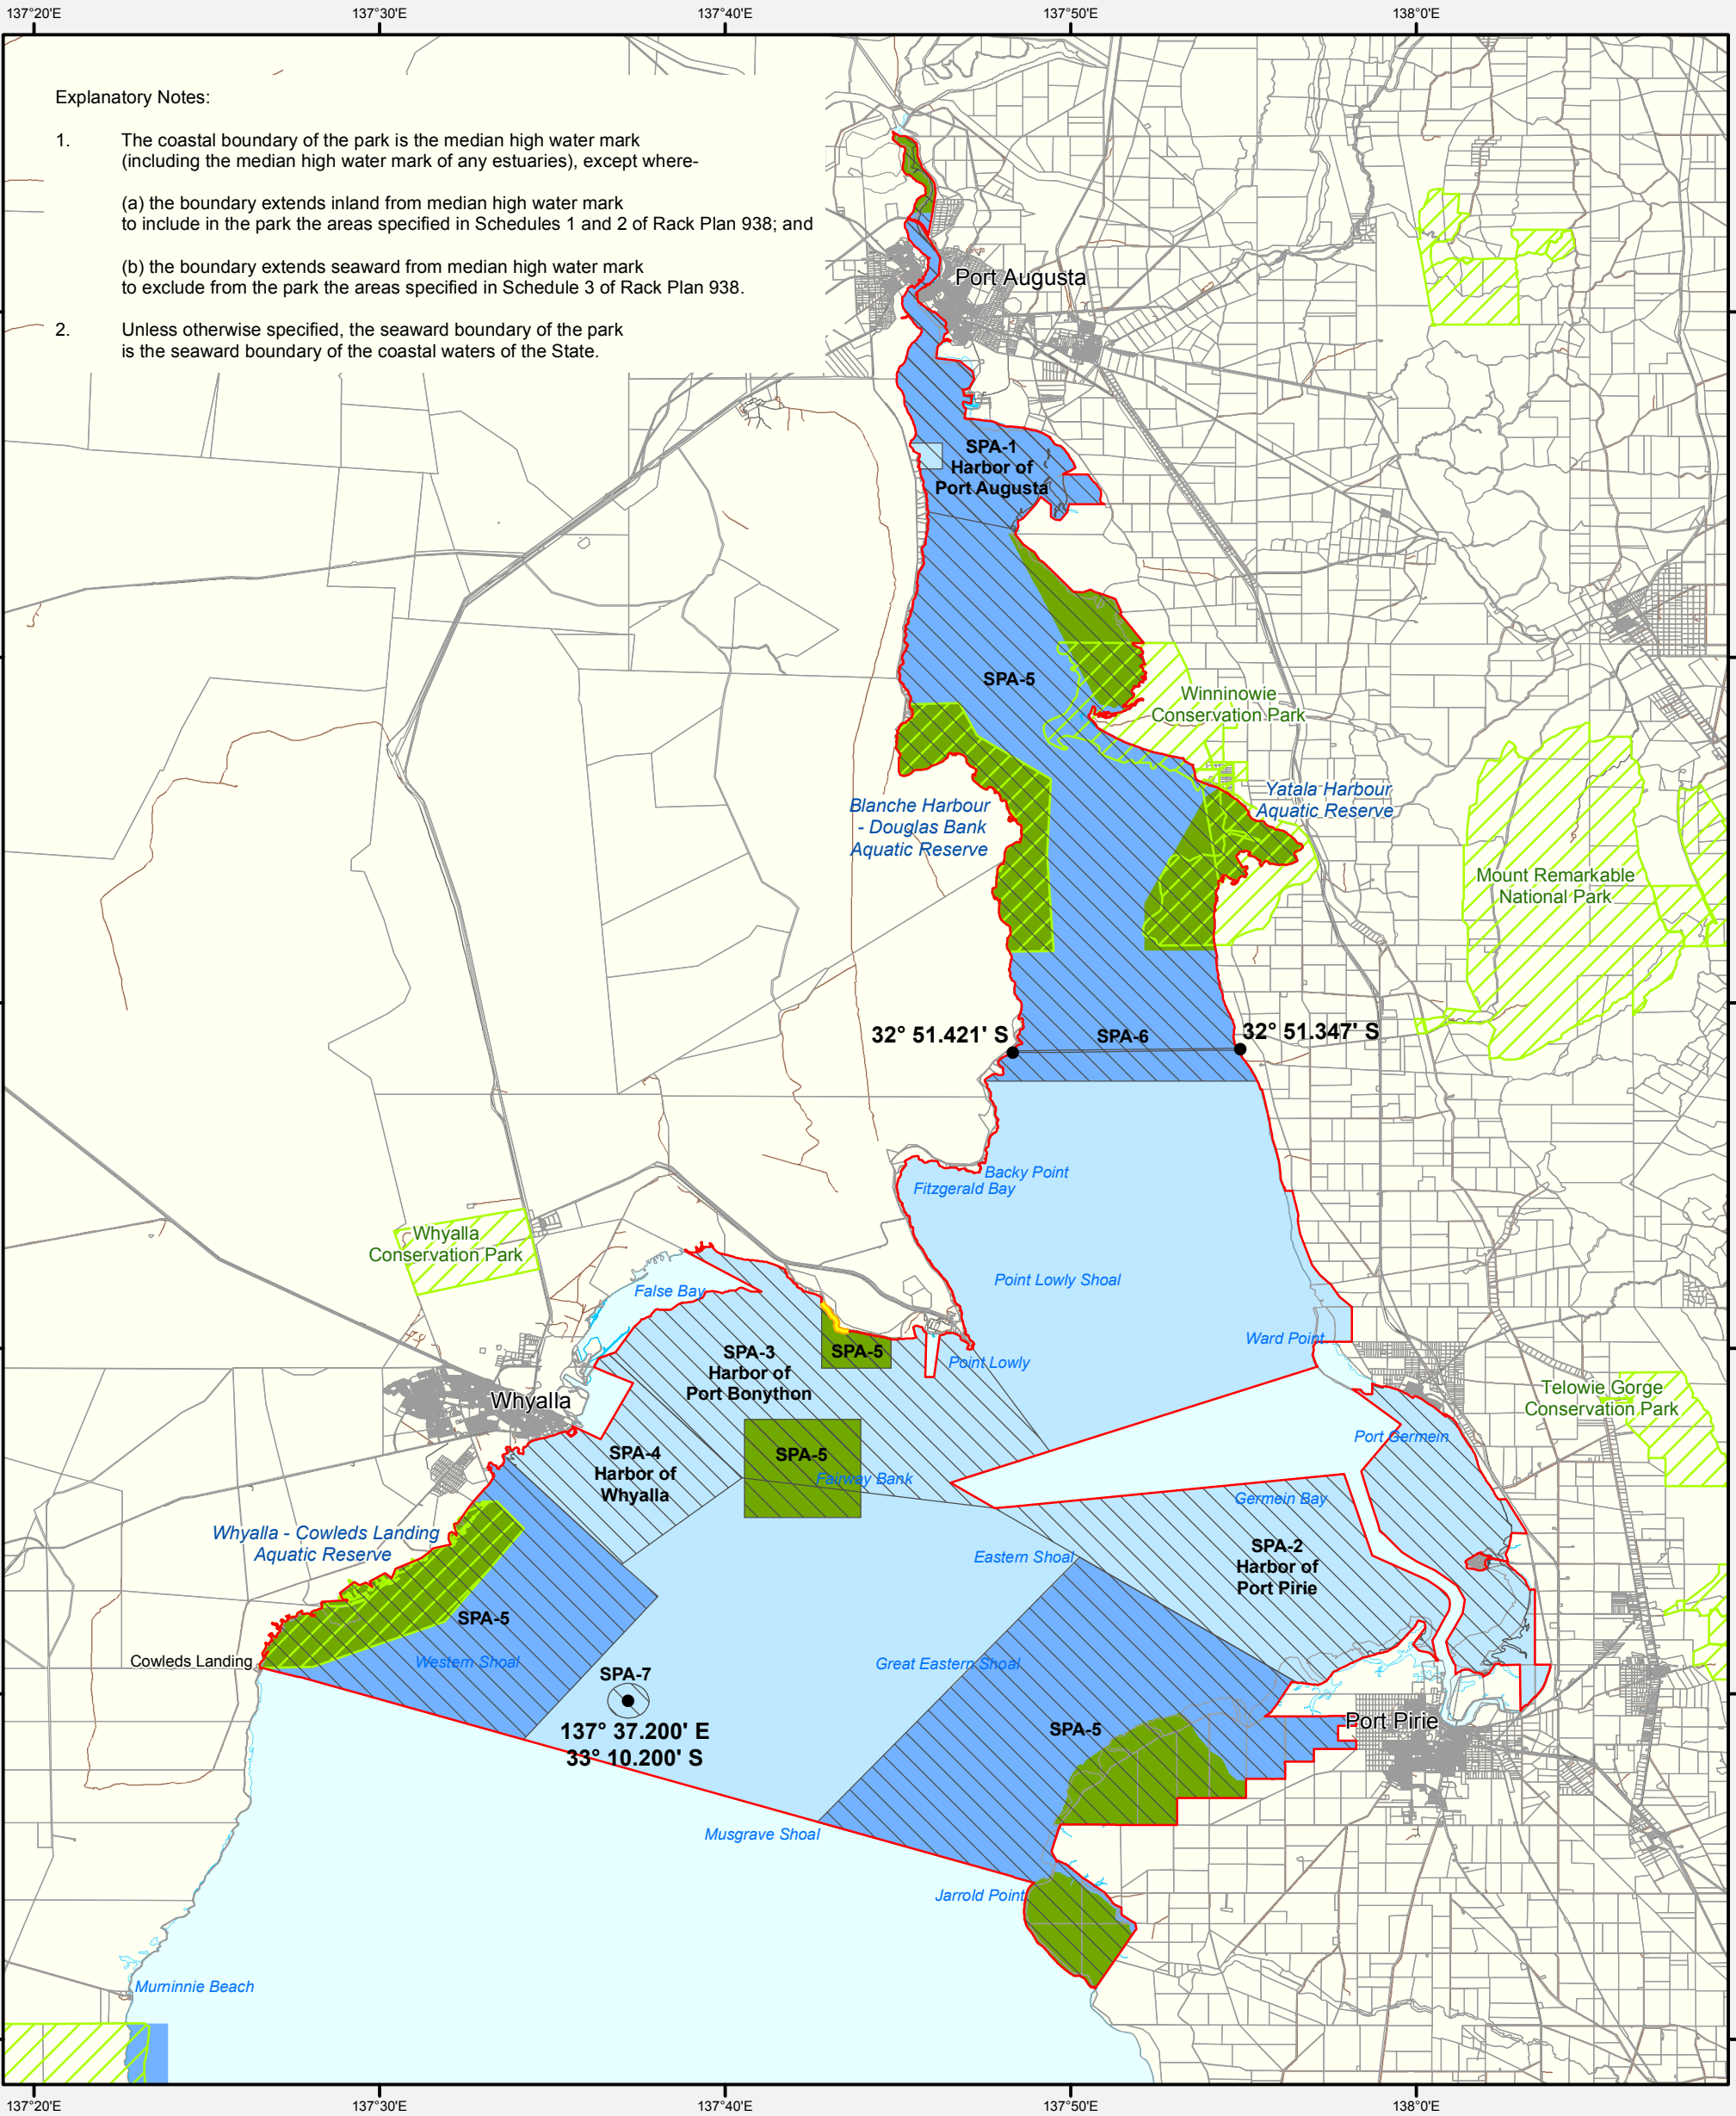 137°20'E
137°30'E
137°40'E
137°50'E
138°0'E
Explanatory Notes:
1. The coastal boundary of the park is the median high water mark
(including the median high water mark of any estuaries), except where-
(a) the boundary extends inland from median high water mark
to include in the park the areas specified in Schedules 1 and 2 of Rack Plan 938; and
(b) the boundary extends seaward from median high water mark
to exclude from the park the areas specified in Schedule 3 of Rack Plan 938.
2. Unless otherwise specified, the seaward boundary of the park
is the seaward boundary of the coastal waters of the State.
Port Augusta
SPA-1
Harbor of
Port Augusta
SPA-5
Winninowie
Conservation Park
Blanche Harbour
- Douglas Bank
Aquatic Reserve
Yatala Harbour
Aquatic Reserve
Mount Remarkable
National Park
32° 51.421' S
SPA-6
32° 51.347' S
Backy Point
Fitzgerald Bay
Whyalla
Conservation Park
False Bay
Point Lowly Shoal
Ward Point
SPA-3
Harbor of
Port Bonython
SPA-5
Point Lowly
Telowie Gorge
Conservation Park
Whyalla
Port Germein
SPA-4
Harbor of
Whyalla
SPA-5
Fairway Bank
Germein Bay
Whyalla - Cowleds Landing
Aquatic Reserve
Eastern Shoal
SPA-2
Harbor of
Port Pirie
SPA-5
Cowleds Landing
Western Shoal
Great Eastern Shoal
SPA-7
137° 37.200' E
33° 10.200' S
SPA-5
Port Pirie
Musgrave Shoal
Jarrold Point
Murninnie Beach
137°20'E
137°30'E
137°40'E
137°50'E
138°0'E